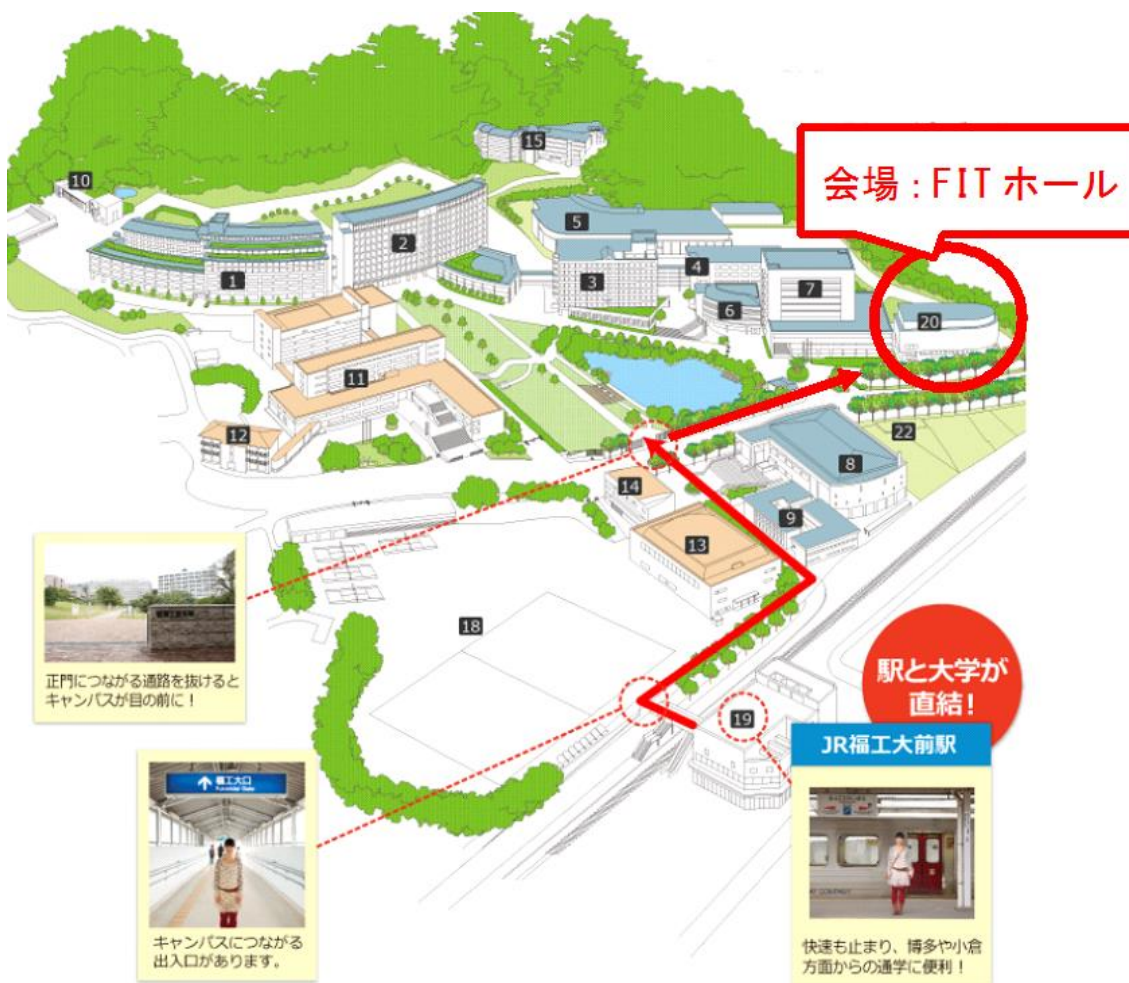 会場：FIT ホール
15
10
5
2
4
3
1
7
6
20
11
22
12
8
14
9
13
18
正門につながる通路を抜けると
キャンパスが目の前に！
駅と大学が
直結！
19
JR福工大前駅
福工大口
キャンパスにつながる
出入口があります。
快速も止まり、博多や小倉
方面からの通学に便利！